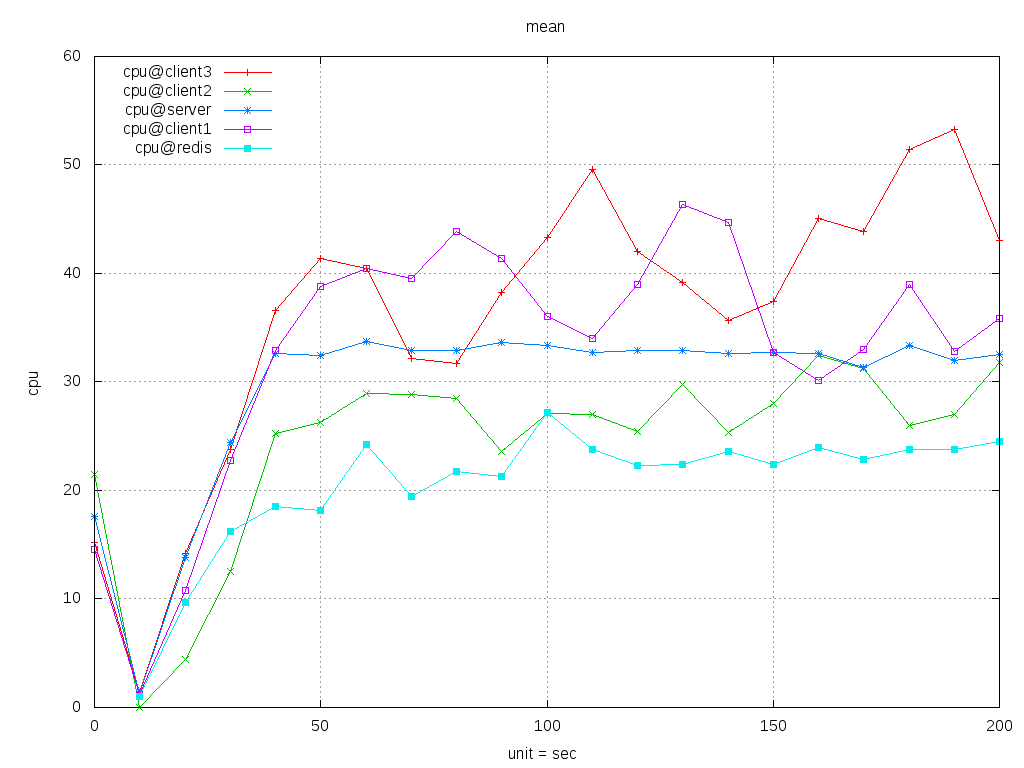 mean
cpu@client3
cpu@client2
cpu@server
cpu@client1
cpu@redis
60
50
40
30
20
10
0
cpu
0 50 100 150 200
unit = sec